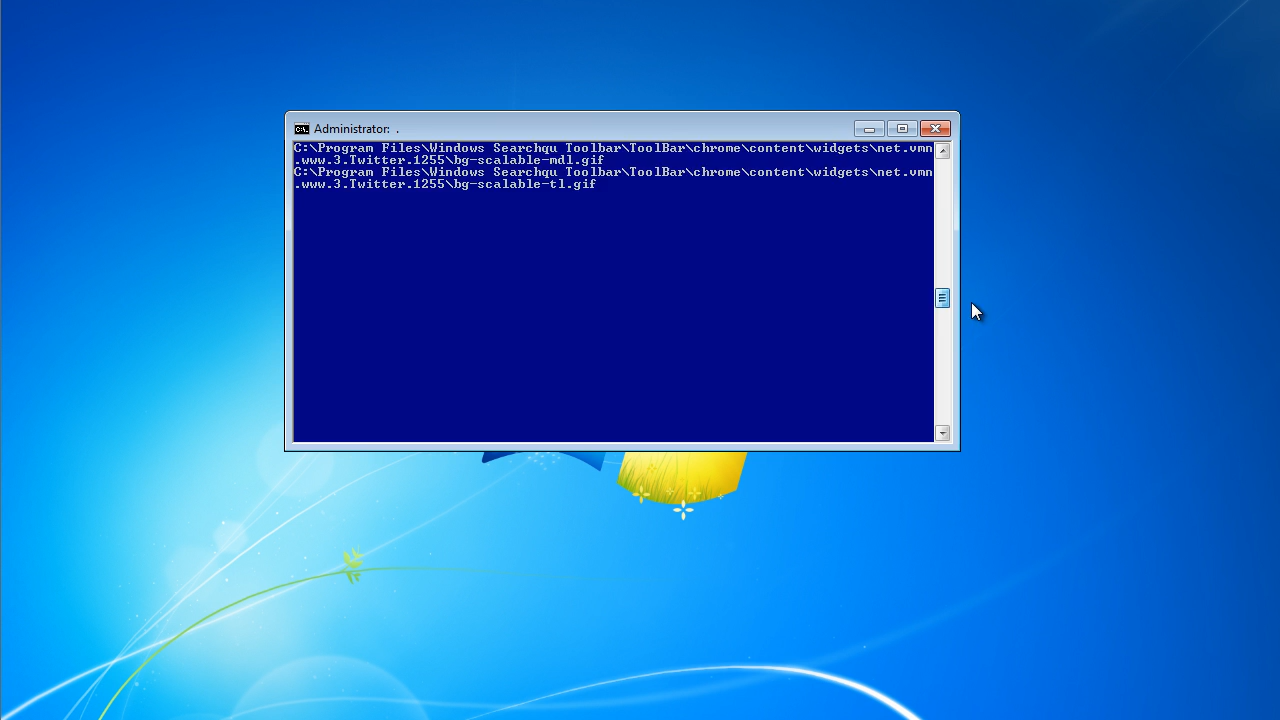 Administrator:  .
C:\Program Files\Windows Searchqu Toolbar\ToolBar\chrome\content\widgets\net.vmn
.www.3.Twitter.1255\bg-scalable-mdl.gif
C:\Program Files\Windows Searchqu Toolbar\ToolBar\chrome\content\widgets\net.vmn
.www.3.Twitter.1255\bg-scalable-tl.gif